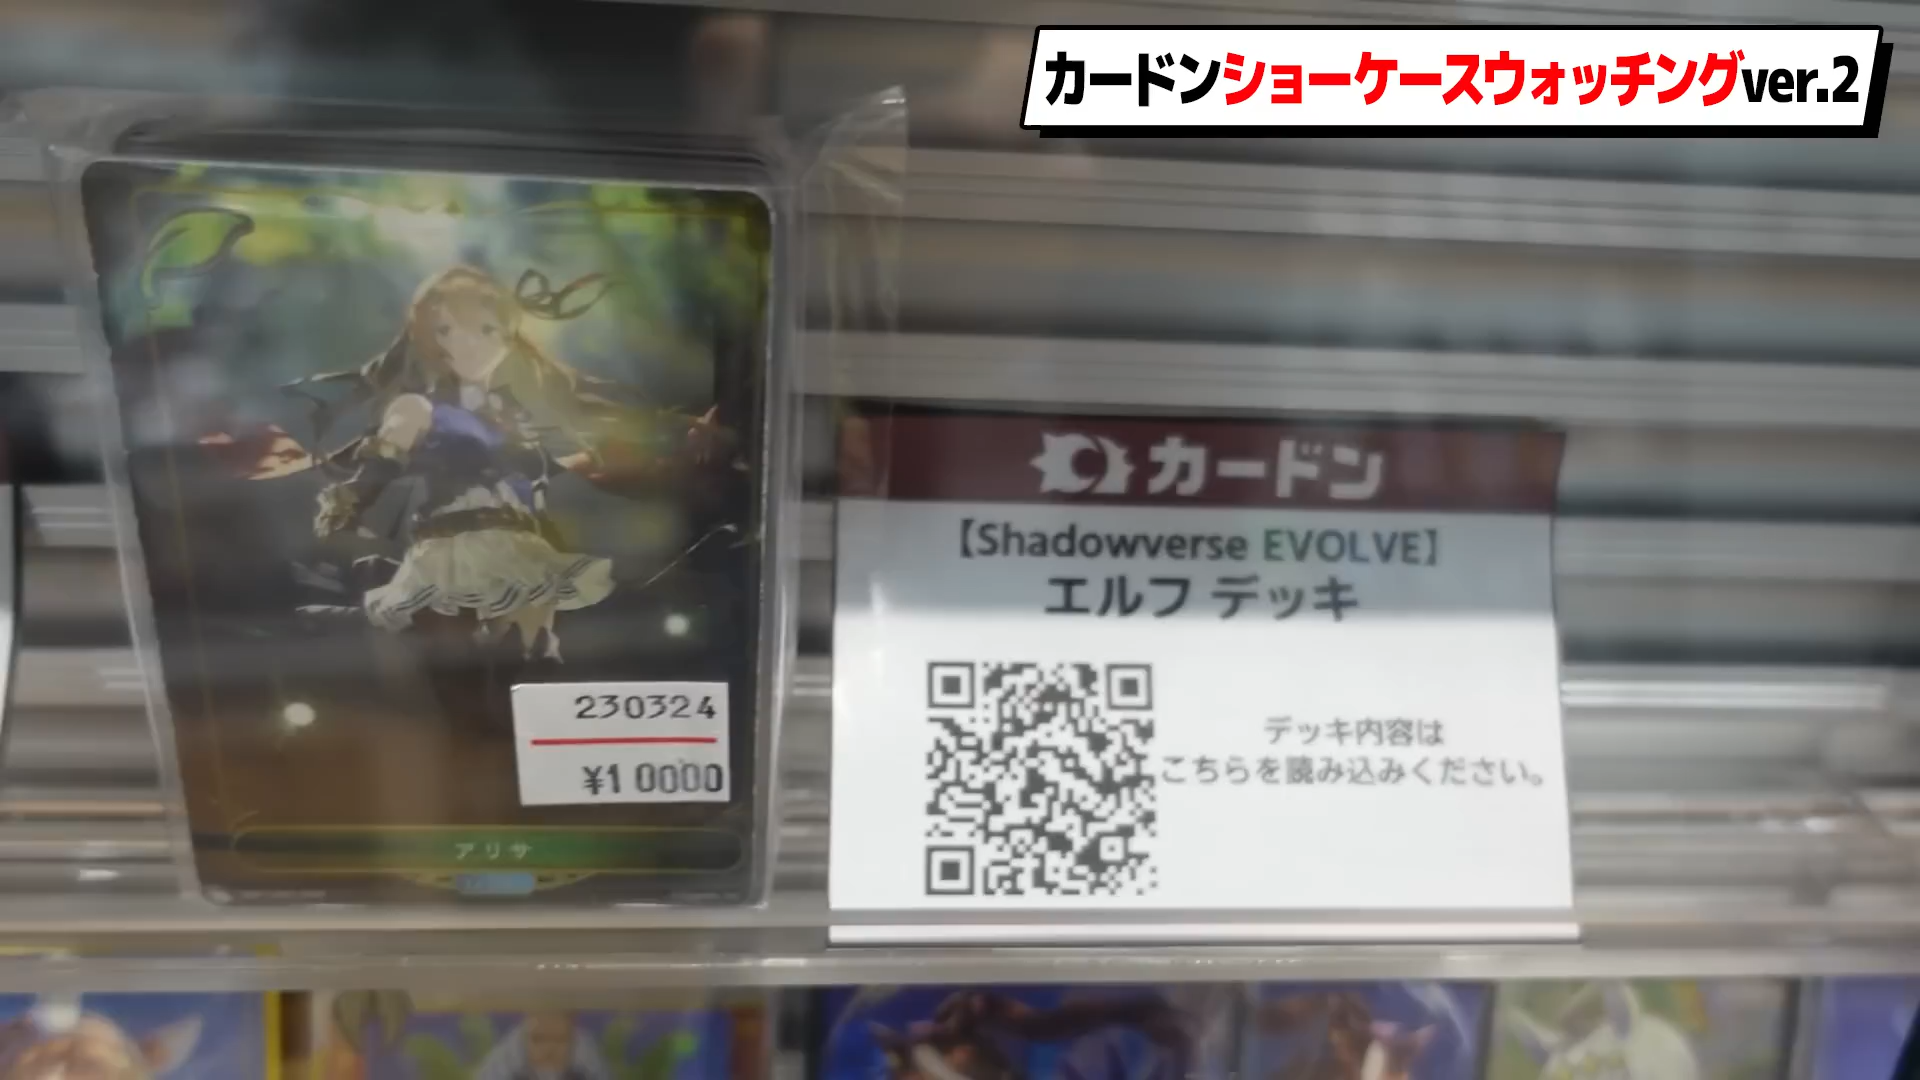 カードンショーケースウォッチングver.2
カードン
【Shadowverse EVOLVE】
エルフ デッキ
デッキ内容は
こちらを読み込みください。
230324
¥10000
アリサ